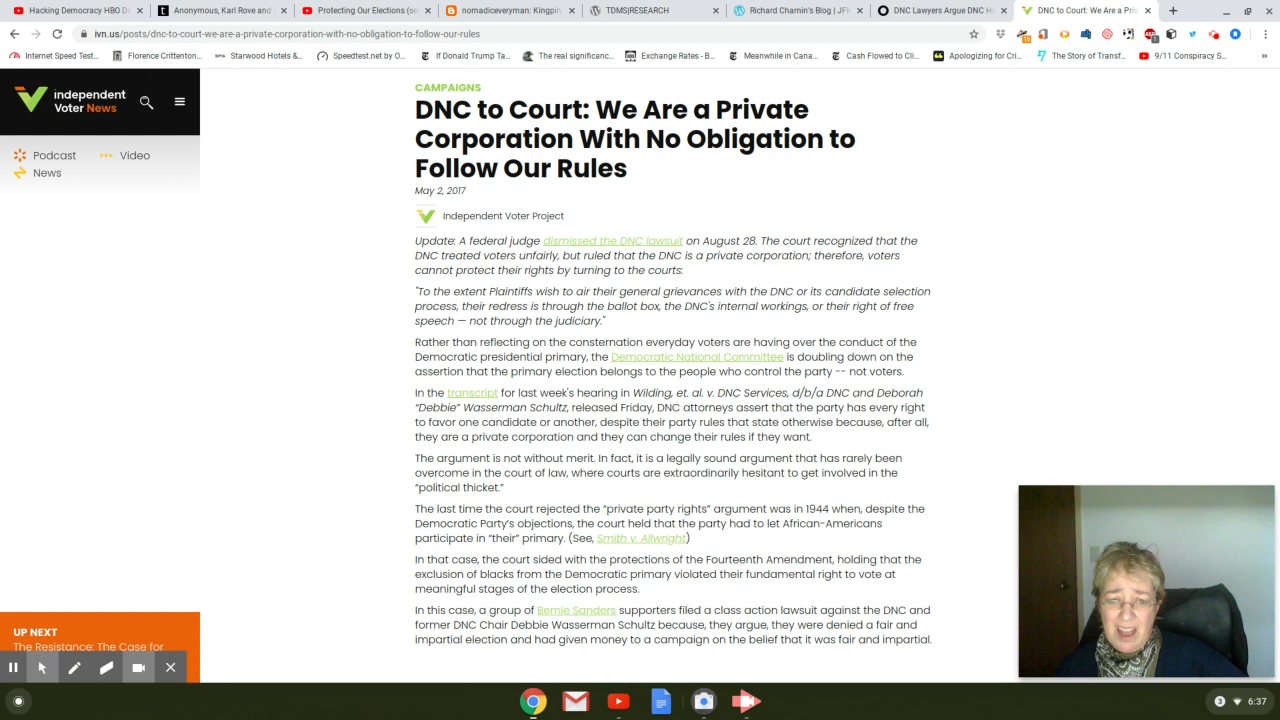 Hacking Democracy HBO D
Anonymous, Karl Rove and
Protecting Our Elections (se
nomadiceveryman: Kingpin
TDMS|RESEARCH
Richard Charnin's Blog | JFK
DNC Lawyers Argue DNC H
DNC to Court: We Are a Priv
ivn.us/posts/dnc-to-court-we-are-a-private-corporation-with-no-obligation-to-follow-our-rules
Internet Speed Test...
Florence Crittenton...
Starwood Hotels &...
Speedtest.net by O...
If Donald Trump Ta...
The real significanc...
Exchange Rates - B...
Meanwhile in Cana...
Cash Flowed to Cli...
Apologizing for Cri...
The Story of Transf...
9/11 Conspiracy S...
independent
Voter News
Podcast
Video
News
CAMPAIGNS
DNC to Court: We Are a Private
Corporation With No Obligation to
Follow Our Rules
May 2, 2017
Independent Voter Project
Update: A federal judge dismissed the DNC lawsuit on August 28. The court recognized that the
DNC treated voters unfairly, but ruled that the DNC is a private corporation; therefore, voters
cannot protect their rights by turning to the courts:
"To the extent Plaintiffs wish to air their general grievances with the DNC or its candidate selection
process, their redress is through the ballot box, the DNC's internal workings, or their right of free
speech — not through the judiciary."
Rather than reflecting on the consternation everyday voters are having over the conduct of the
Democratic presidential primary, the Democratic National Committee is doubling down on the
assertion that the primary election belongs to the people who control the party -- not voters.
In the transcript for last week's hearing in Wilding, et. al. v. DNC Services, d/b/a DNC and Deborah
“Debbie” Wasserman Schultz, released Friday, DNC attorneys assert that the party has every right
to favor one candidate or another, despite their party rules that state otherwise because, after all,
they are a private corporation and they can change their rules if they want.
The argument is not without merit. In fact, it is a legally sound argument that has rarely been
overcome in the court of law, where courts are extraordinarily hesitant to get involved in the
“political thicket.”
The last time the court rejected the “private party rights” argument was in 1944 when, despite the
Democratic Party’s objections, the court held that the party had to let African-Americans
participate in “their” primary. (See, Smith v. Allwright)
In that case, the court sided with the protections of the Fourteenth Amendment, holding that the
exclusion of blacks from the Democratic primary violated their fundamental right to vote at
meaningful stages of the election process.
In this case, a group of Bernie Sanders supporters filed a class action lawsuit against the DNC and
former DNC Chair Debbie Wasserman Schultz because, they argue, they were denied a fair and
impartial election and had given money to a campaign on the belief that it was fair and impartial.
UP NEXT
The Resistance: The Case for
3
6:37